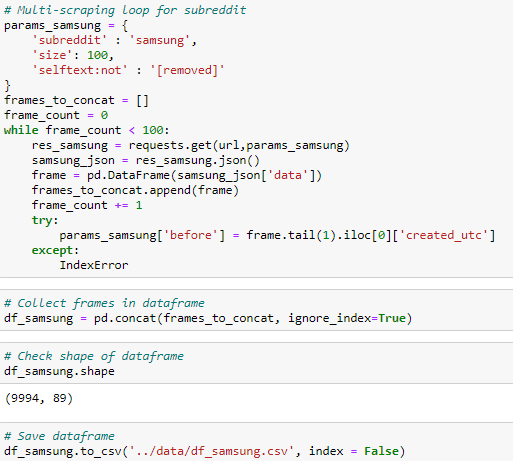 # Multi-scraping loop for subreddit
params_samsung = {
    'subreddit' : 'samsung',
    'size': 100,
    'selftext:not' : '[removed]'
}
frames_to_concat = []
frame_count = 0
while frame_count < 100:
    res_samsung = requests.get(url,params_samsung)
    samsung_json = res_samsung.json()
    frame = pd.DataFrame(samsung_json['data'])
    frames_to_concat.append(frame)
    frame_count += 1
    try:
        params_samsung['before'] = frame.tail(1).iloc[0]['created_utc']
    except:
        IndexError
# Collect frames in dataframe
df_samsung = pd.concat(frames_to_concat, ignore_index=True)
# Check shape of dataframe
df_samsung.shape
(9994, 89)
# Save dataframe
df_samsung.to_csv('../data/df_samsung.csv', index = False)